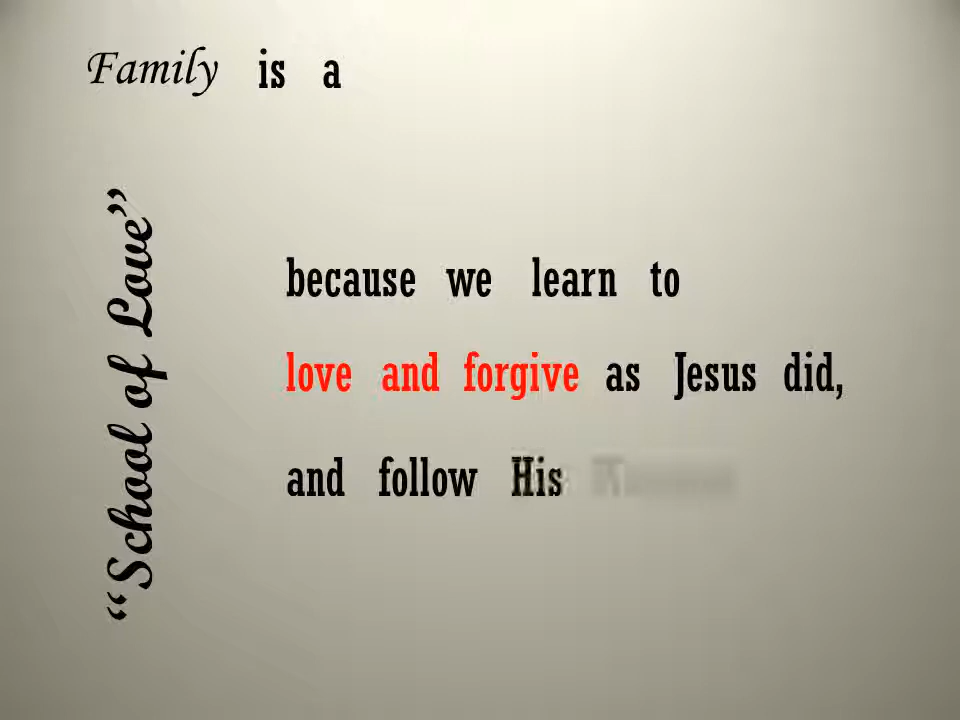 Family is a
“School of Love”
because we learn to
love and forgive as Jesus did,
and follow His